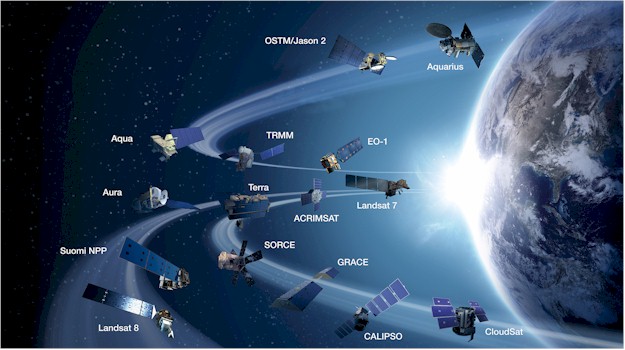 OSTM/Jason 2
Aquarius
Aqua
TRMM
EO-1
Aura
Terra
ACRIMSAT
Landsat 7
Suomi NPP
SORCE
GRACE
Landsat 8
CALIPSO
CloudSat